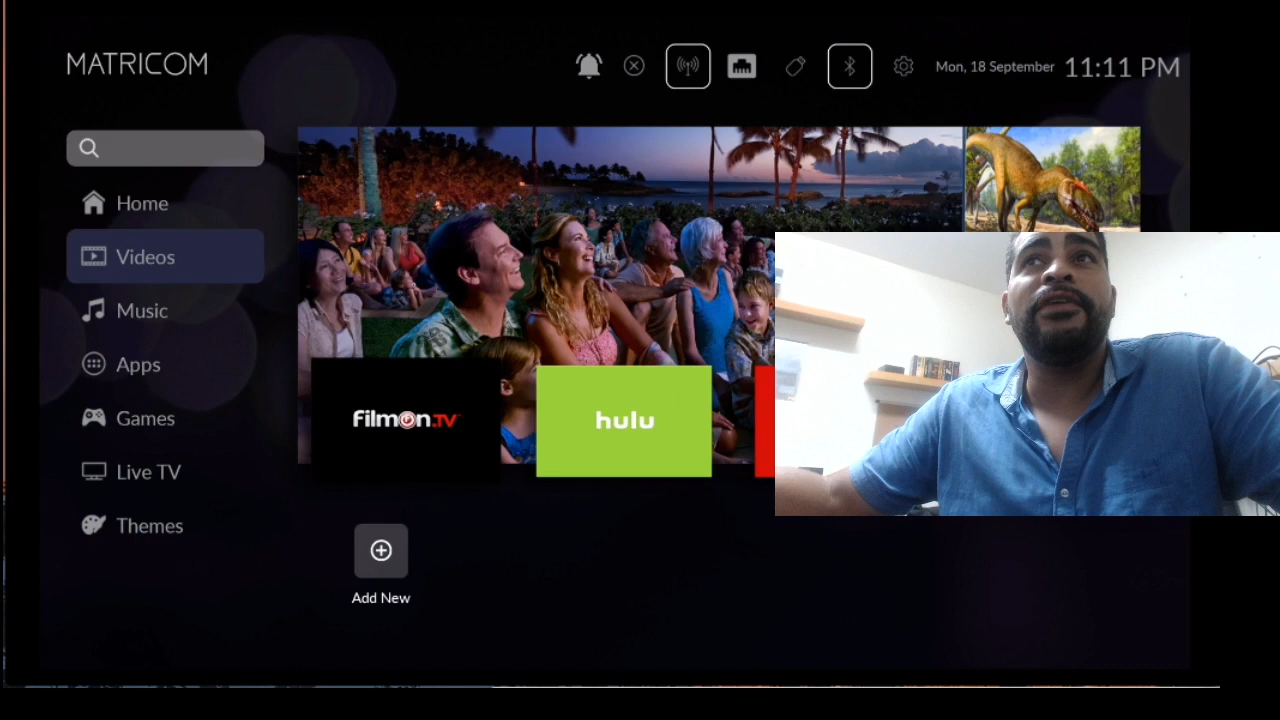 MATRICOM
Mon, 18 September 11:11 PM
Home
Videos
Music
Apps
Games
Live TV
Themes
filmon.TV
hulu
Add New